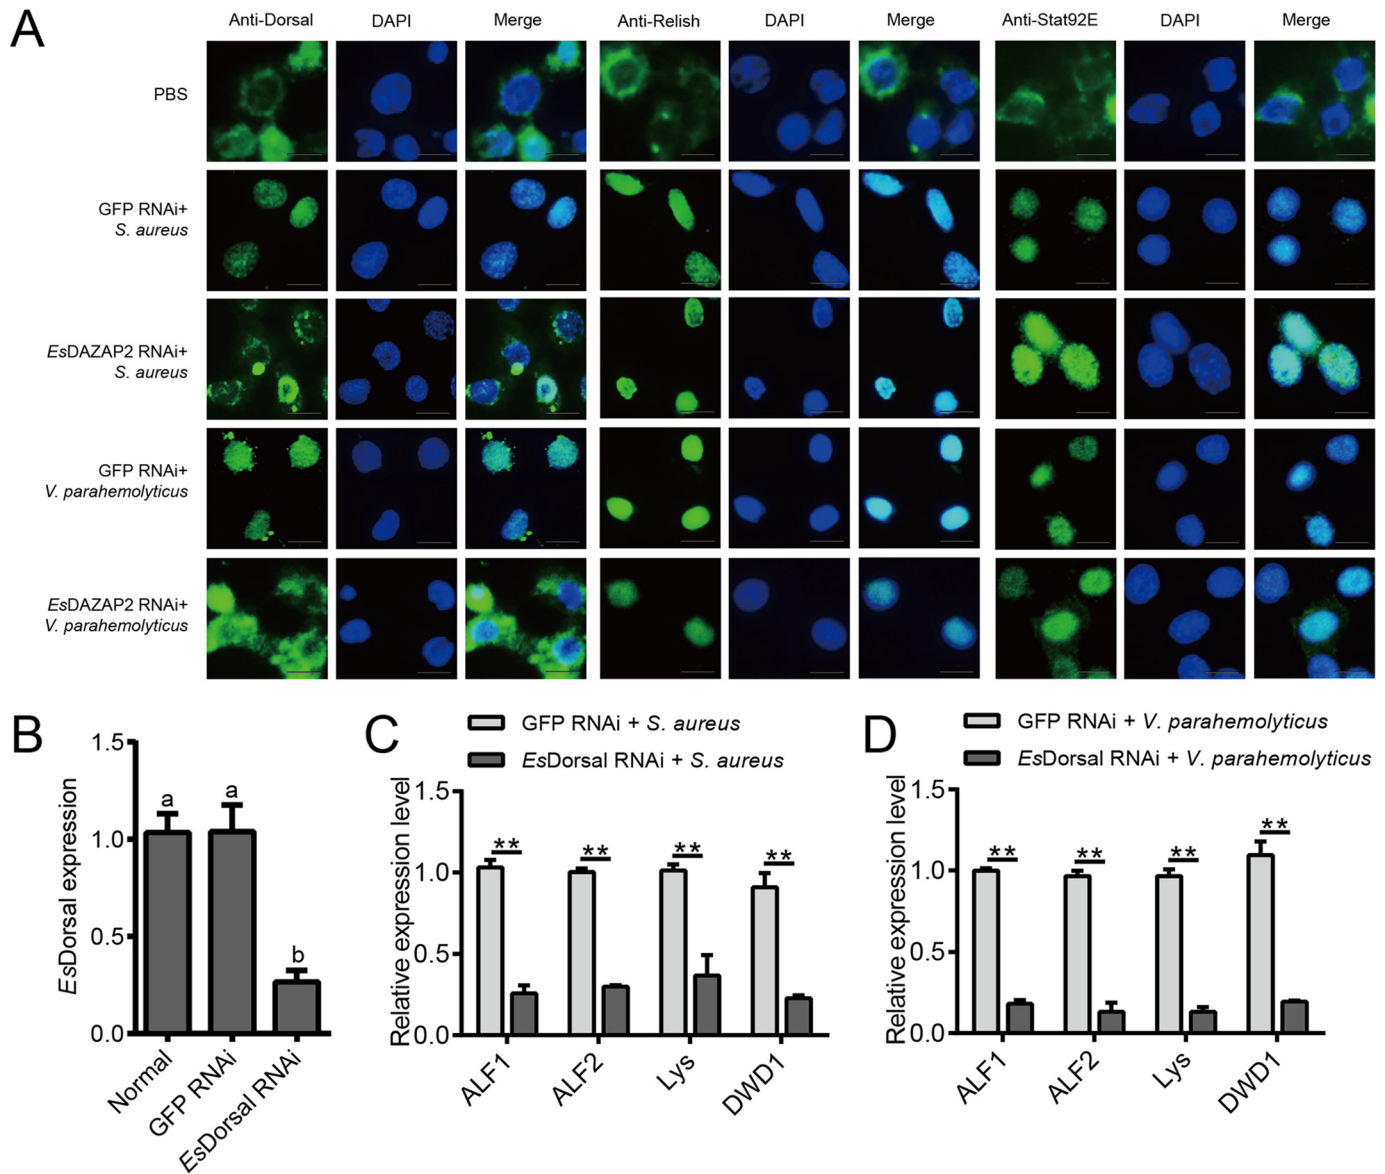 A
Anti-Dorsal DAPI Merge Anti-Relish DAPI Merge Anti-Stat92E DAPI Merge
PBS
GFP RNAi+
S. aureus
EsDAZAP2 RNAi+
S. aureus
GFP RNAi+
V. parahemolyticus
EsDAZAP2 RNAi+
V. parahemolyticus
B
EsDorsal expression
1.5
1.0
0.5
0.0
a
a
b
Normal
GFP RNAi
EsDorsal RNAi
C
GFP RNAi + S. aureus
EsDorsal RNAi + S. aureus
Relative expression level
1.5
1.0
0.5
0.0
**
**
**
**
ALF1
ALF2
Lys
DWD1
D
GFP RNAi + V. parahemolyticus
EsDorsal RNAi + V. parahemolyticus
Relative expression level
1.5
1.0
0.5
0.0
**
**
**
**
ALF1
ALF2
Lys
DWD1